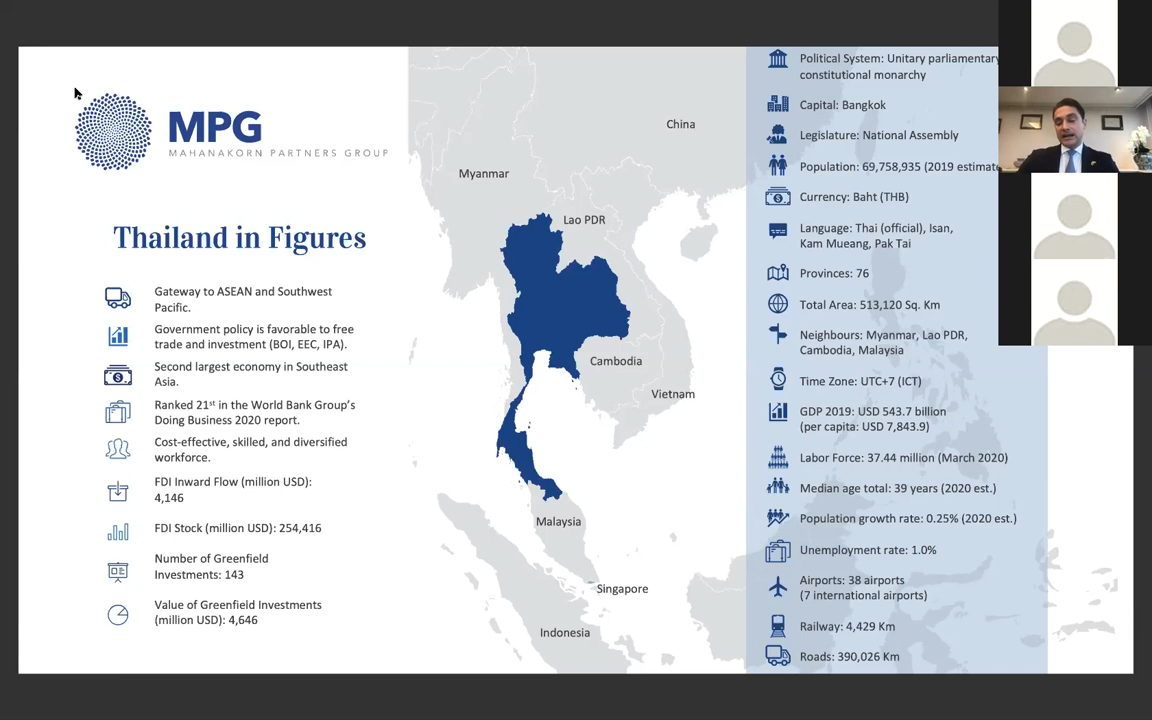 MPG
MAHANAKORN PARTNERS GROUP
Thailand in Figures
Gateway to ASEAN and Southwest
Pacific.
Government policy is favorable to free
trade and investment (BOI, EEC, IPA).
Second largest economy in Southeast
Asia.
Ranked 21st in the World Bank Group's
Doing Business 2020 report.
Cost-effective, skilled, and diversified
workforce.
FDI Inward Flow (million USD):
4,146
FDI Stock (million USD): 254,416
Number of Greenfield
Investments: 143
Value of Greenfield Investments
(million USD): 4,646
China
Myanmar
Lao PDR
Cambodia
Vietnam
Malaysia
Singapore
Indonesia
Political System: Unitary parliamentary
constitutional monarchy
Capital: Bangkok
Legislature: National Assembly
Population: 69,758,935 (2019 estimate
Currency: Baht (THB)
Language: Thai (official), Isan,
Kam Mueang, Pak Tai
Provinces: 76
Total Area: 513,120 Sq. Km
Neighbours: Myanmar, Lao PDR,
Cambodia, Malaysia
Time Zone: UTC+7 (ICT)
GDP 2019: USD 543.7 billion
(per capita: USD 7,843.9)
Labor Force: 37.44 million (March 2020)
Median age total: 39 years (2020 est.)
Population growth rate: 0.25% (2020 est.)
Unemployment rate: 1.0%
Airports: 38 airports
(7 international airports)
Railway: 4,429 Km
Roads: 390,026 Km